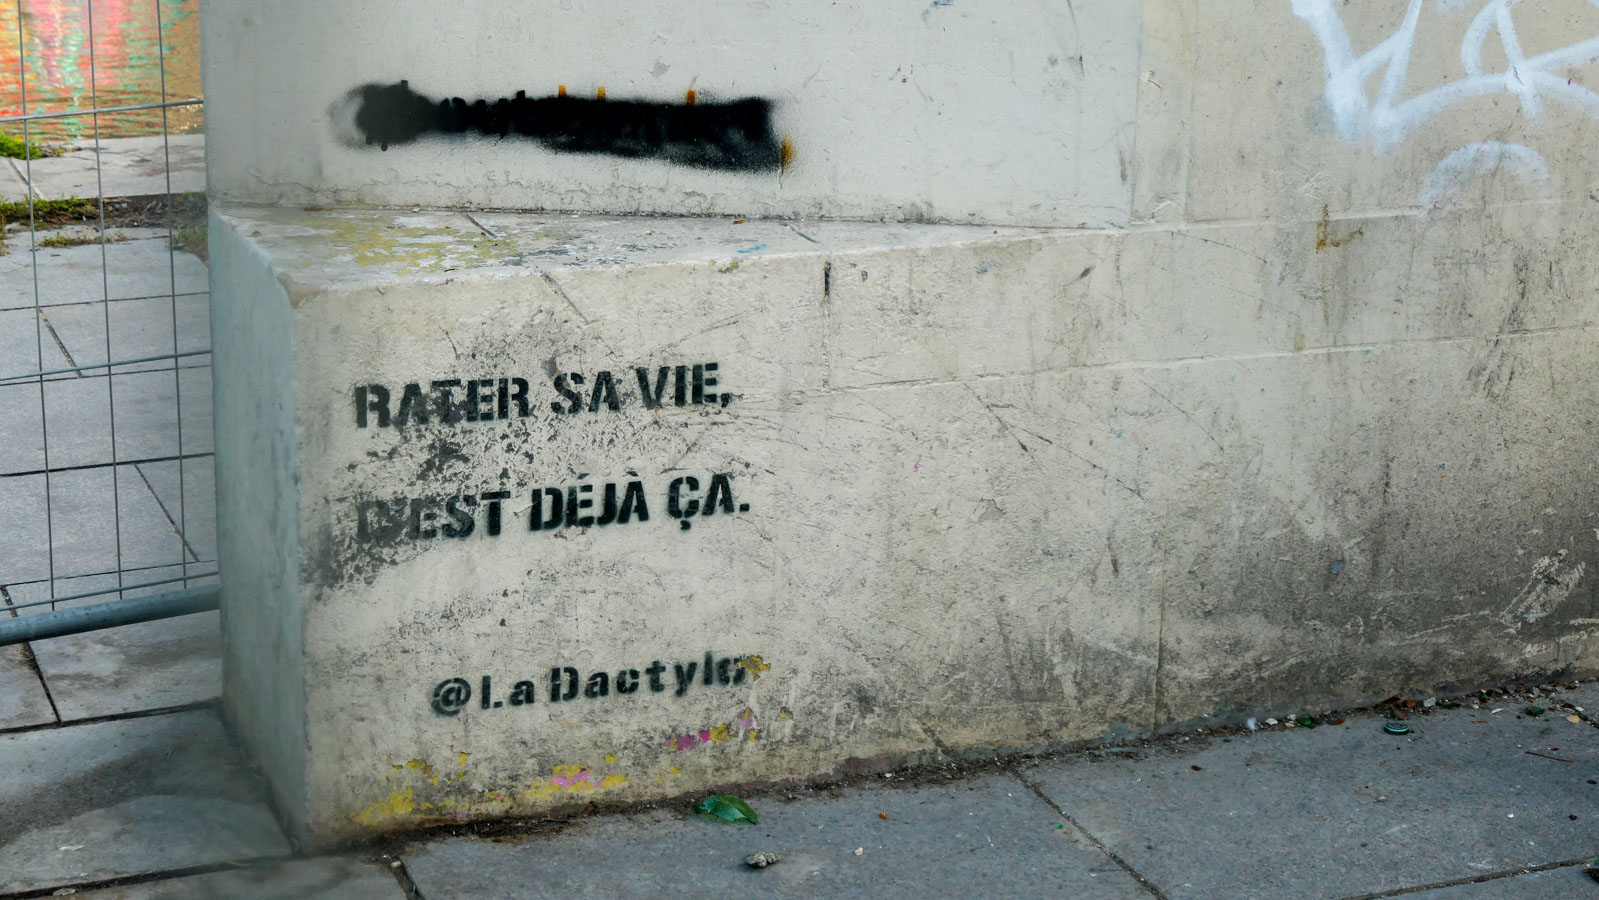 RATER SA VIE,
C'EST DÉJÀ ÇA.
@LaDactylo